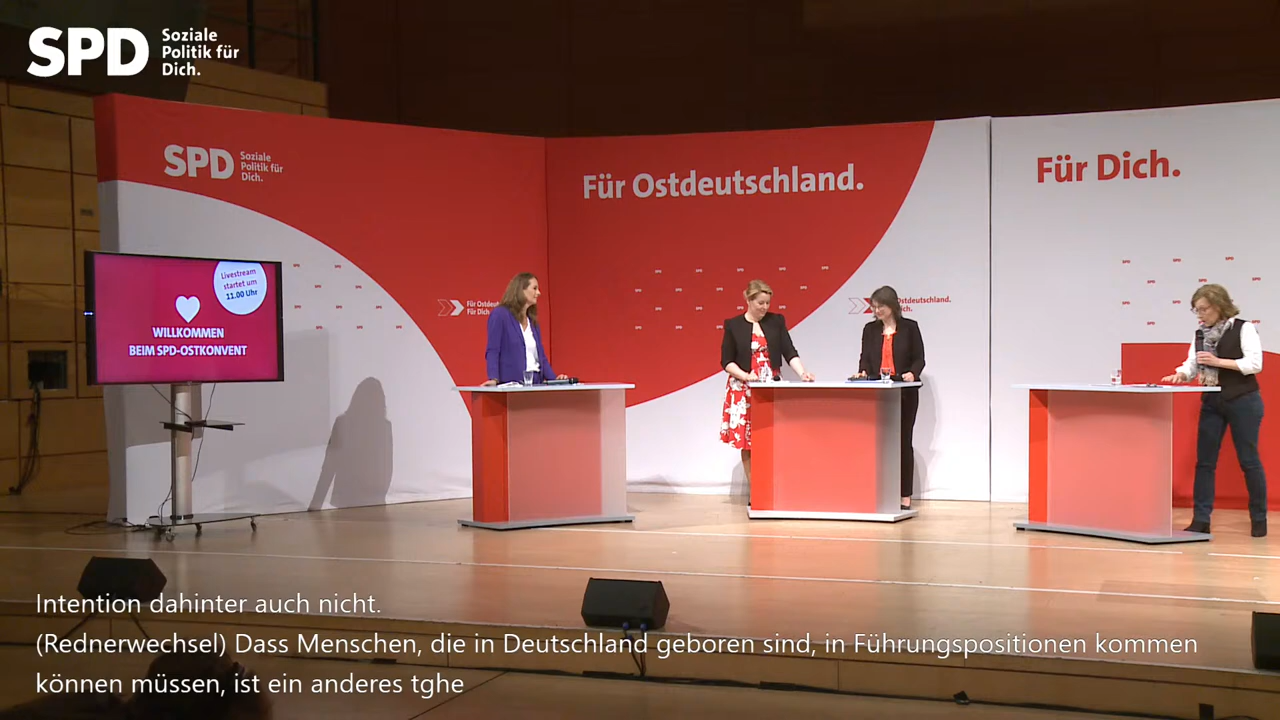 SPD Soziale
Politik für
Dich.
SPD Soziale
Politik für
Dich.
Für Ostdeutschland.
Für Dich.
Livestream
startet um
11.00 Uhr
WILLKOMMEN
BEIM SPD-OSTKONVENT
Intention dahinter auch nicht.
(Rednerwechsel) Dass Menschen, die in Deutschland geboren sind, in Führungspositionen kommen
können müssen, ist ein anderes tghe